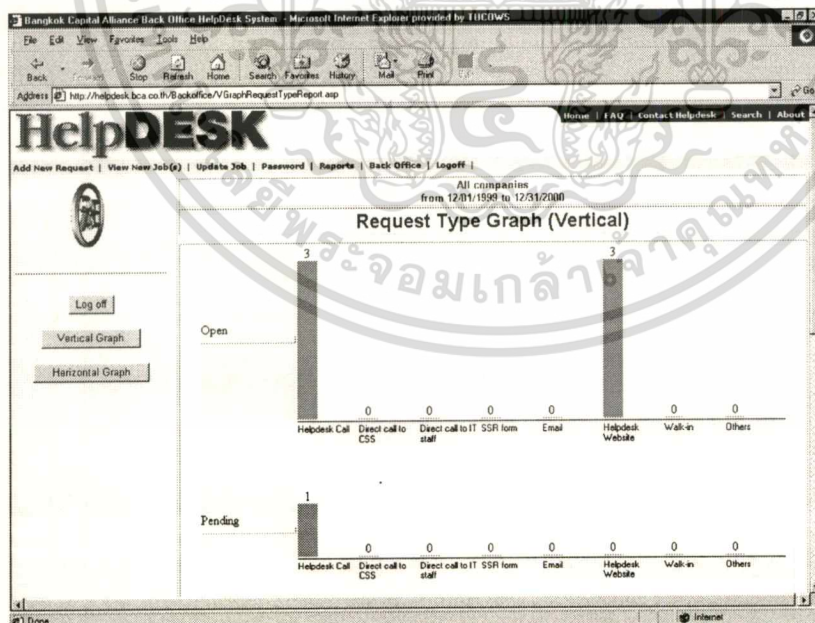 Bangkok Capital Alliance Back Office HelpDesk System - Microsoft Internet Explorer provided by TUCOWS
File Edit View Favorites Tools Help
Back Stop Refresh Home Search Favorites History Mail Print
Address http://helpdesk.bca.co.th/Backoffice/VGraphRequestTypeReport.asp Go
Home | FAQ | Contact Helpdesk | Search | About
HelpDESK
Add New Request | View New Job(s) | Update Job | Password | Reports | Back Office | Logoff |
All companies
from 12/01/1999 to 12/31/2000
Request Type Graph (Vertical)
Log off
Vertical Graph
Horizontal Graph
3 3
Open
0 0 0 0 0 0
Helpdesk Call Direct call to CSS Direct call to IT staff SSR form Email Helpdesk Website Walk-in Others
1
Pending
0 0 0 0 0 0 0
Helpdesk Call Direct call to CSS Direct call to IT staff SSR form Email Helpdesk Website Walk-in Others
Done Internet